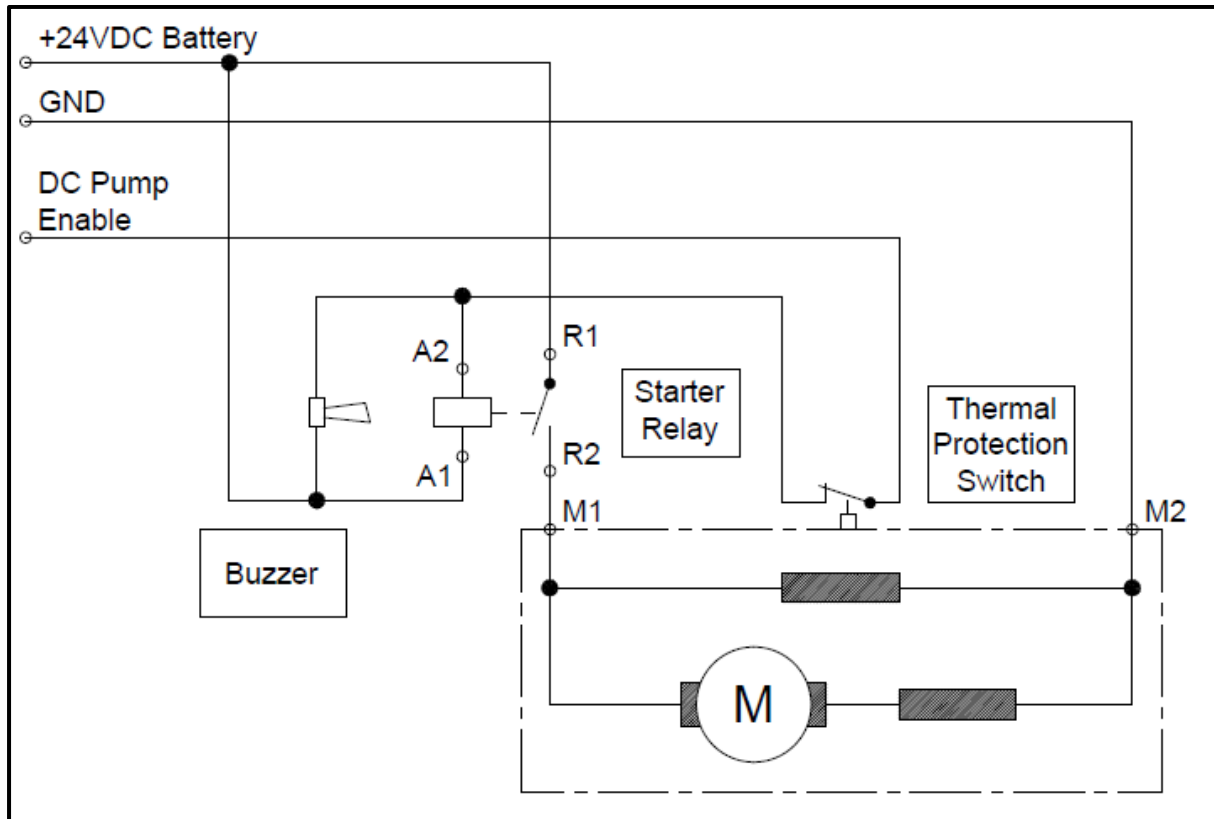 +24VDC Battery
GND
DC Pump
Enable
A2
R1
Starter
Relay
Thermal
Protection
Switch
A1
R2
M1
M2
Buzzer
M